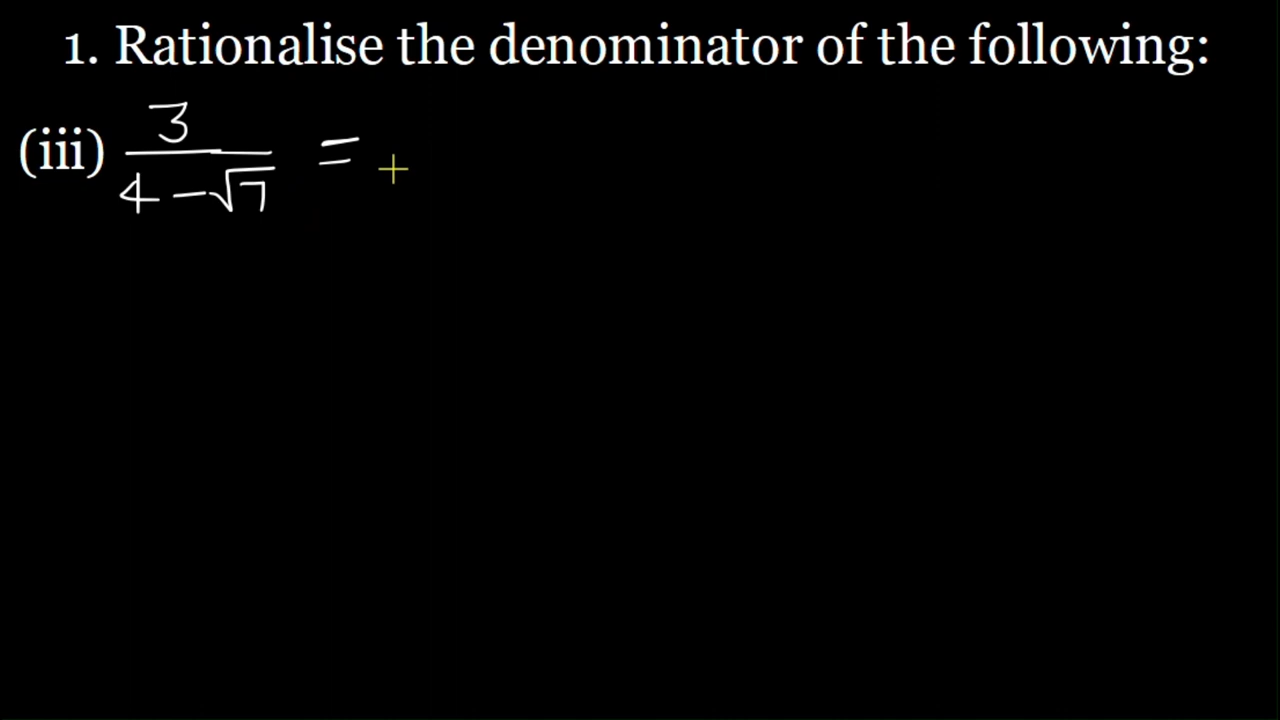 1. Rationalise the denominator of the following:
(iii) 3/(4 − √7) =